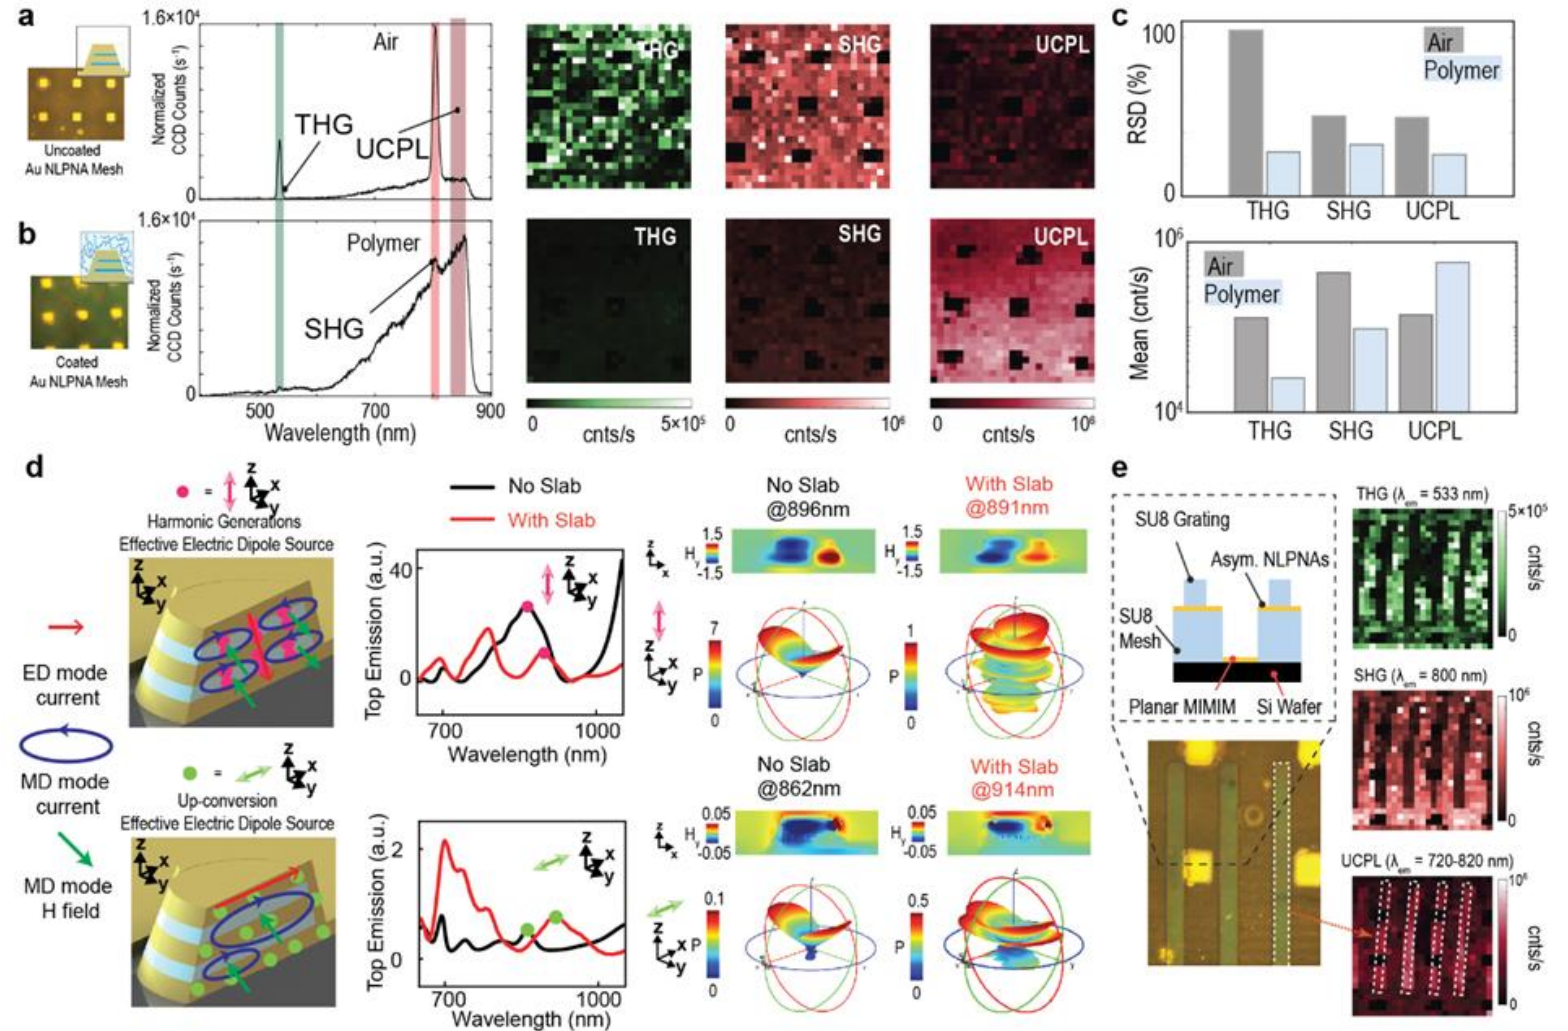 a
Uncoated
Au NLPNA Mesh
1.6×10⁴
Normalized
CCD Counts (s⁻¹)
0
Air
THG
UCPL
THG
SHG
UCPL
b
Coated
Au NLPNA Mesh
1.6×10⁴
Normalized
CCD Counts (s⁻¹)
0
Polymer
SHG
500
700
900
Wavelength (nm)
THG
SHG
UCPL
0
5×10⁵
cnts/s
0
10⁶
cnts/s
0
10⁶
cnts/s
c
100
RSD (%)
0
Air
Polymer
THG
SHG
UCPL
10⁶
Mean (cnt/s)
10⁴
Air
Polymer
THG
SHG
UCPL
d
=
z
x
y
Harmonic Generations
Effective Electric Dipole Source
z
x
y
ED mode
current
MD mode
current
MD mode
H field
=
z
x
y
Up-conversion
Effective Electric Dipole Source
z
x
y
No Slab
With Slab
40
0
Top Emission (a.u.)
z
x
y
700
1000
Wavelength (nm)
2
0
Top Emission (a.u.)
z
x
y
700
1000
Wavelength (nm)
No Slab
@896nm
With Slab
@891nm
z
x
Hy
1.5
-1.5
Hy
1.5
-1.5
z
x
y
7
P
0
1
P
0
No Slab
@862nm
With Slab
@914nm
z
x
Hy
0.05
-0.05
Hy
0.05
-0.05
z
x
y
0.1
P
0
0.5
P
0
e
SU8 Grating
Asym. NLPNAs
SU8
Mesh
Planar MIMIM
Si Wafer
THG (λem = 533 nm)
5×10⁵
cnts/s
0
SHG (λem = 800 nm)
10⁶
cnts/s
0
UCPL (λem = 720-820 nm)
10⁶
cnts/s
0